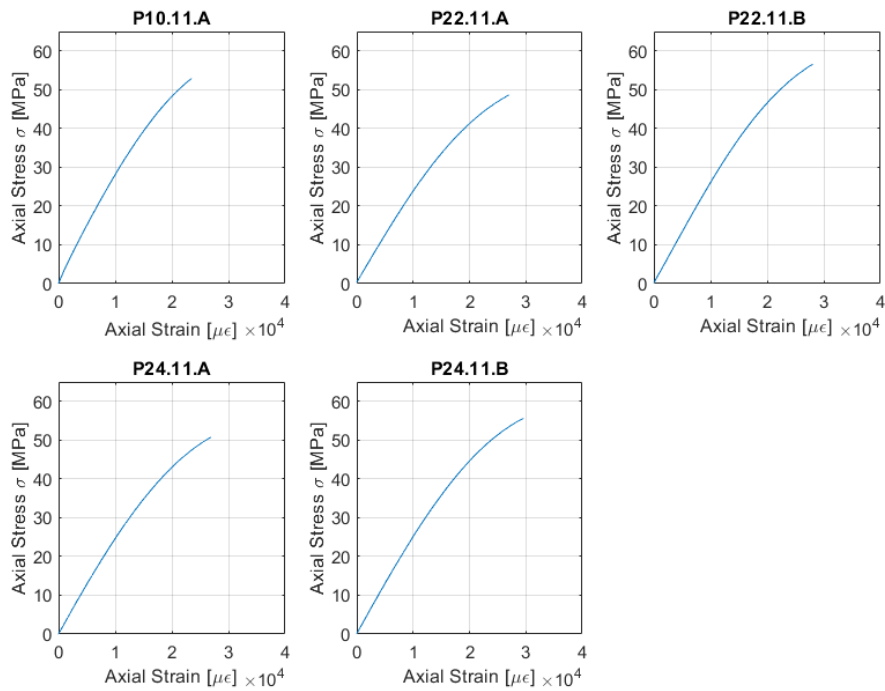 P10.11.A
60
50
40
30
20
10
0
Axial Stress σ [MPa]
0 1 2 3 4
Axial Strain [με] ×10⁴
P22.11.A
60
50
40
30
20
10
0
Axial Stress σ [MPa]
0 1 2 3 4
Axial Strain [με] ×10⁴
P22.11.B
60
50
40
30
20
10
0
Axial Stress σ [MPa]
0 1 2 3 4
Axial Strain [με] ×10⁴
P24.11.A
60
50
40
30
20
10
0
Axial Stress σ [MPa]
0 1 2 3 4
Axial Strain [με] ×10⁴
P24.11.B
60
50
40
30
20
10
0
Axial Stress σ [MPa]
0 1 2 3 4
Axial Strain [με] ×10⁴